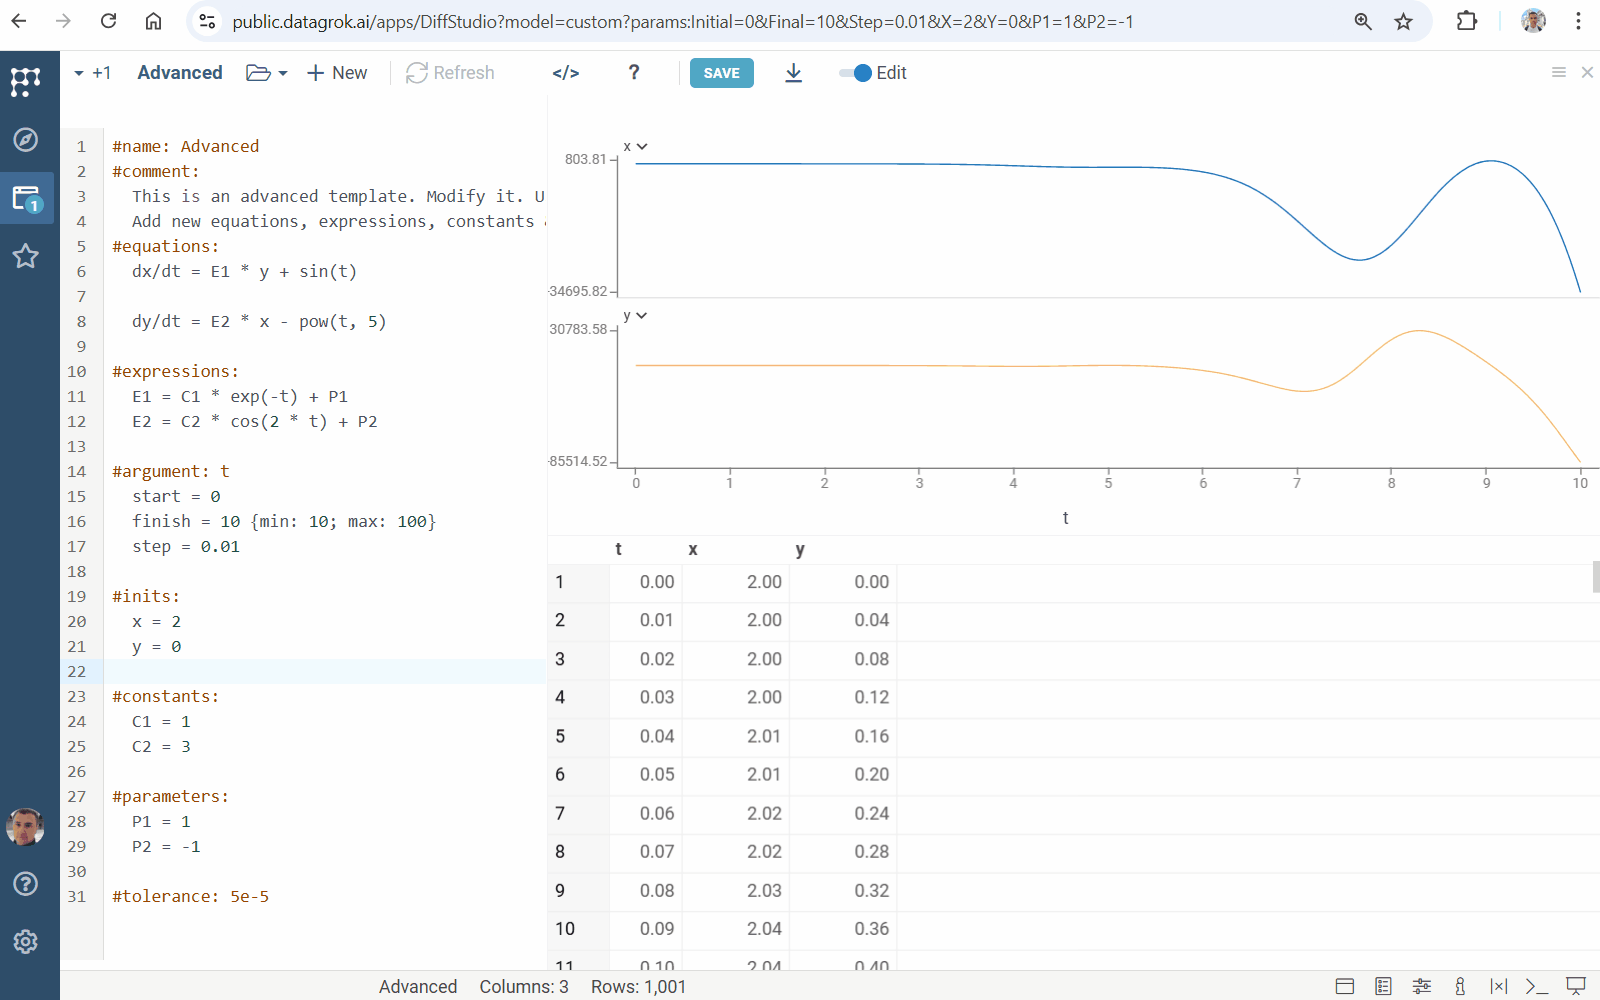 public.datagrok.ai/apps/DiffStudio?model=custom?params:Initial=0&Final=10&Step=0.01&X=2&Y=0&P1=1&P2=-1
+1 Advanced New Refresh </> ? SAVE Edit
1
1 #name: Advanced
2 #comment:
3 This is an advanced template. Modify it. U
4 Add new equations, expressions, constants
5 #equations:
6 dx/dt = E1 * y + sin(t)
7
8 dy/dt = E2 * x - pow(t, 5)
9
10 #expressions:
11 E1 = C1 * exp(-t) + P1
12 E2 = C2 * cos(2 * t) + P2
13
14 #argument: t
15 start = 0
16 finish = 10 {min: 10; max: 100}
17 step = 0.01
18
19 #inits:
20 x = 2
21 y = 0
22
23 #constants:
24 C1 = 1
25 C2 = 3
26
27 #parameters:
28 P1 = 1
29 P2 = -1
30
31 #tolerance: 5e-5
x
803.81
-34695.82
y
30783.58
-85514.52
0 1 2 3 4 5 6 7 8 9 10
t
t x y
1 0.00 2.00 0.00
2 0.01 2.00 0.04
3 0.02 2.00 0.08
4 0.03 2.00 0.12
5 0.04 2.01 0.16
6 0.05 2.01 0.20
7 0.06 2.02 0.24
8 0.07 2.02 0.28
9 0.08 2.03 0.32
10 0.09 2.04 0.36
11 0.10 2.04 0.40
Advanced Columns: 3 Rows: 1,001